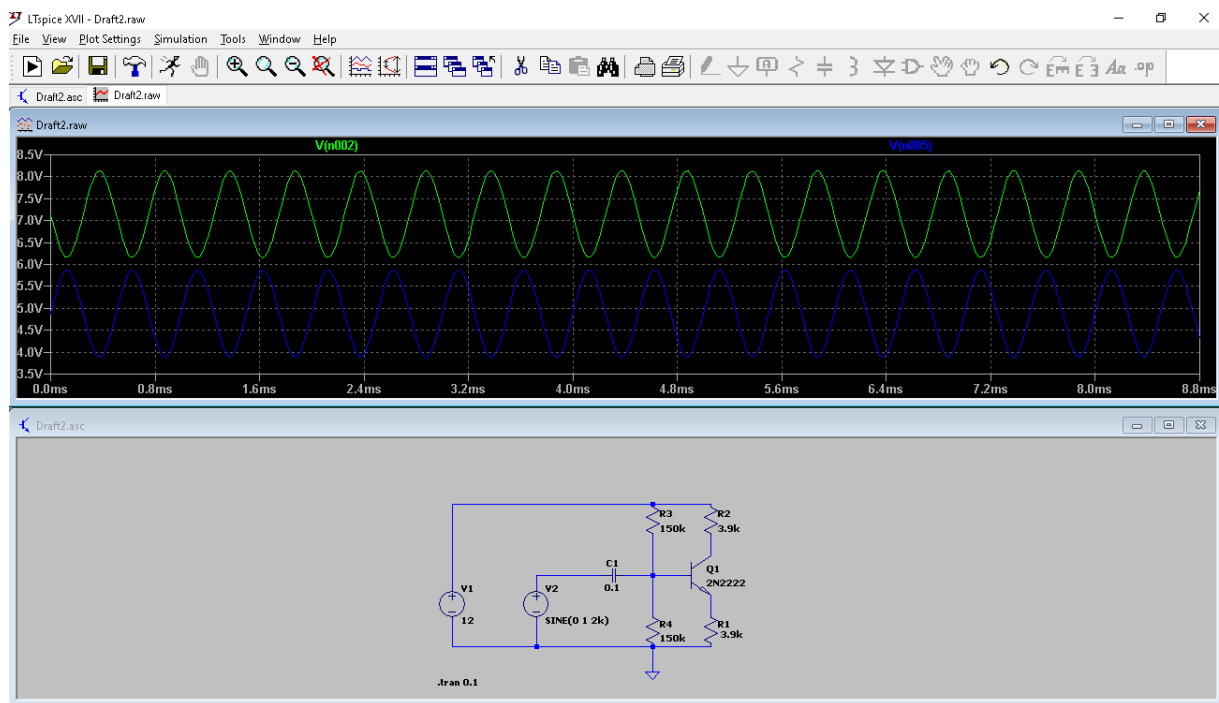 LTspice XVII - Draft2.raw
File View Plot Settings Simulation Tools Window Help
Draft2.asc Draft2.raw
Draft2.raw
V(n002) V(n005)
8.5V
8.0V
7.5V
7.0V
6.5V
6.0V
5.5V
5.0V
4.5V
4.0V
3.5V
0.0ms 0.8ms 1.6ms 2.4ms 3.2ms 4.0ms 4.8ms 5.6ms 6.4ms 7.2ms 8.0ms 8.8ms
Draft2.asc
R3 R2
150k 3.9k
C1 Q1
0.1 2N2222
V1 V2
12 SINE(0 1 2k)
R4 R1
150k 3.9k
.tran 0.1